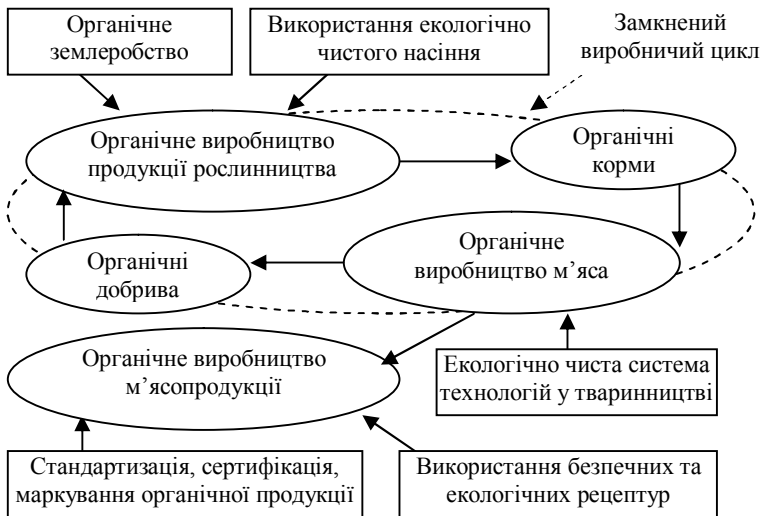 Органічне
землеробство
Використання екологічно
чистого насіння
Замкнений
виробничий цикл
Органічне виробництво
продукції рослинництва
Органічні
корми
Органічне
виробництво м’яса
Органічні
добрива
Органічне виробництво
м’ясопродукції
Екологічно чиста система
технологій у тваринництві
Стандартизація, сертифікація,
маркування органічної продукції
Використання безпечних та
екологічних рецептур